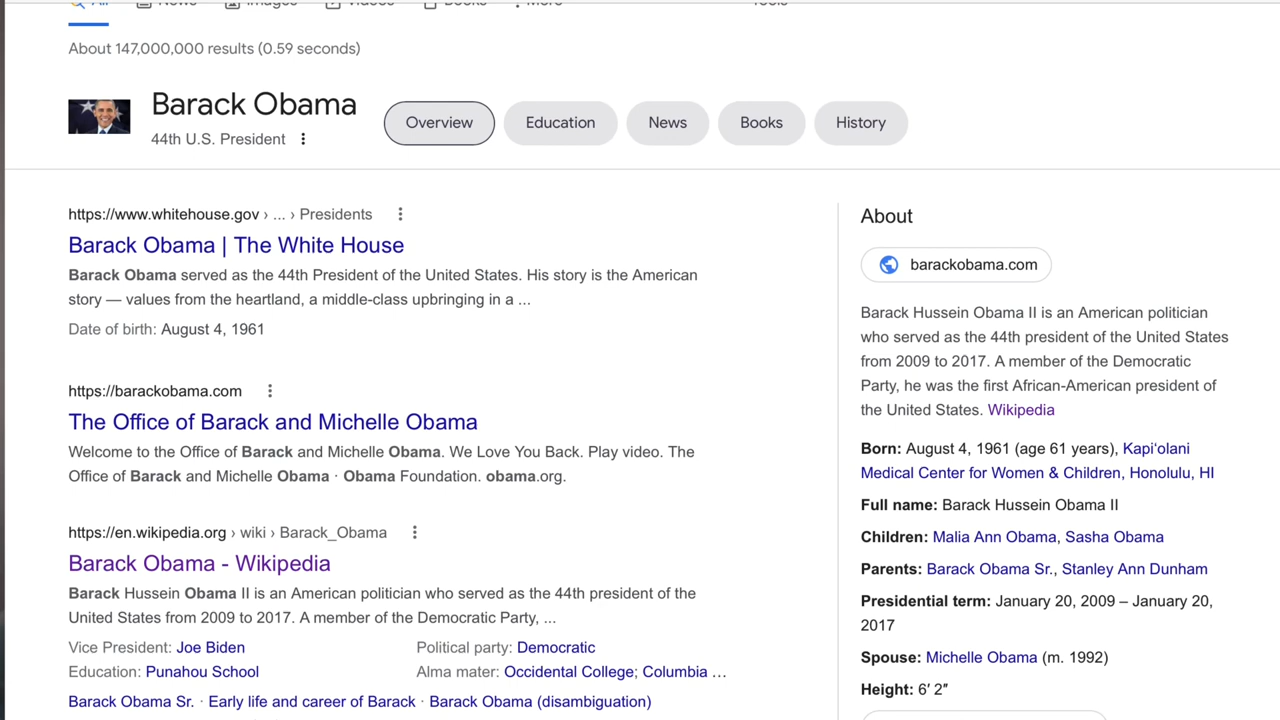 All News Images Videos Books More Tools
About 147,000,000 results (0.59 seconds)
Barack Obama
44th U.S. President
Overview Education News Books History
https://www.whitehouse.gov › ... › Presidents
Barack Obama | The White House
Barack Obama served as the 44th President of the United States. His story is the American
story — values from the heartland, a middle-class upbringing in a ...
Date of birth: August 4, 1961
https://barackobama.com
The Office of Barack and Michelle Obama
Welcome to the Office of Barack and Michelle Obama. We Love You Back. Play video. The
Office of Barack and Michelle Obama · Obama Foundation. obama.org.
https://en.wikipedia.org › wiki › Barack_Obama
Barack Obama - Wikipedia
Barack Hussein Obama II is an American politician who served as the 44th president of the
United States from 2009 to 2017. A member of the Democratic Party, ...
Vice President: Joe Biden Political party: Democratic
Education: Punahou School Alma mater: Occidental College; Columbia ...
Barack Obama Sr. · Early life and career of Barack · Barack Obama (disambiguation)
About
barackobama.com
Barack Hussein Obama II is an American politician
who served as the 44th president of the United States
from 2009 to 2017. A member of the Democratic
Party, he was the first African-American president of
the United States. Wikipedia
Born: August 4, 1961 (age 61 years), Kapiʻolani
Medical Center for Women & Children, Honolulu, HI
Full name: Barack Hussein Obama II
Children: Malia Ann Obama, Sasha Obama
Parents: Barack Obama Sr., Stanley Ann Dunham
Presidential term: January 20, 2009 – January 20,
2017
Spouse: Michelle Obama (m. 1992)
Height: 6′ 2″